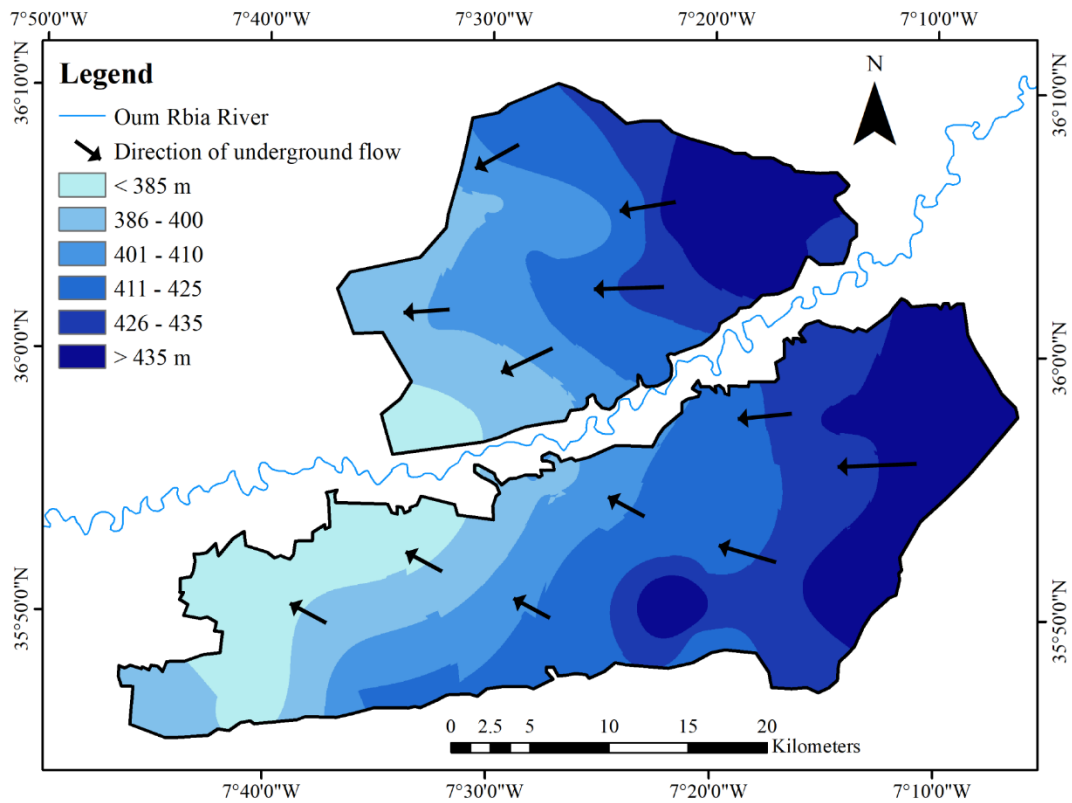 7°50'0"W 7°40'0"W 7°30'0"W 7°20'0"W 7°10'0"W
36°10'0"N
36°10'0"N
Legend
N
Oum Rbia River
Direction of underground flow
< 385 m
386 - 400
401 - 410
411 - 425
426 - 435
> 435 m
36°0'0"N
36°0'0"N
35°50'0"N
35°50'0"N
0 2.5 5 10 15 20
Kilometers
7°40'0"W 7°30'0"W 7°20'0"W 7°10'0"W